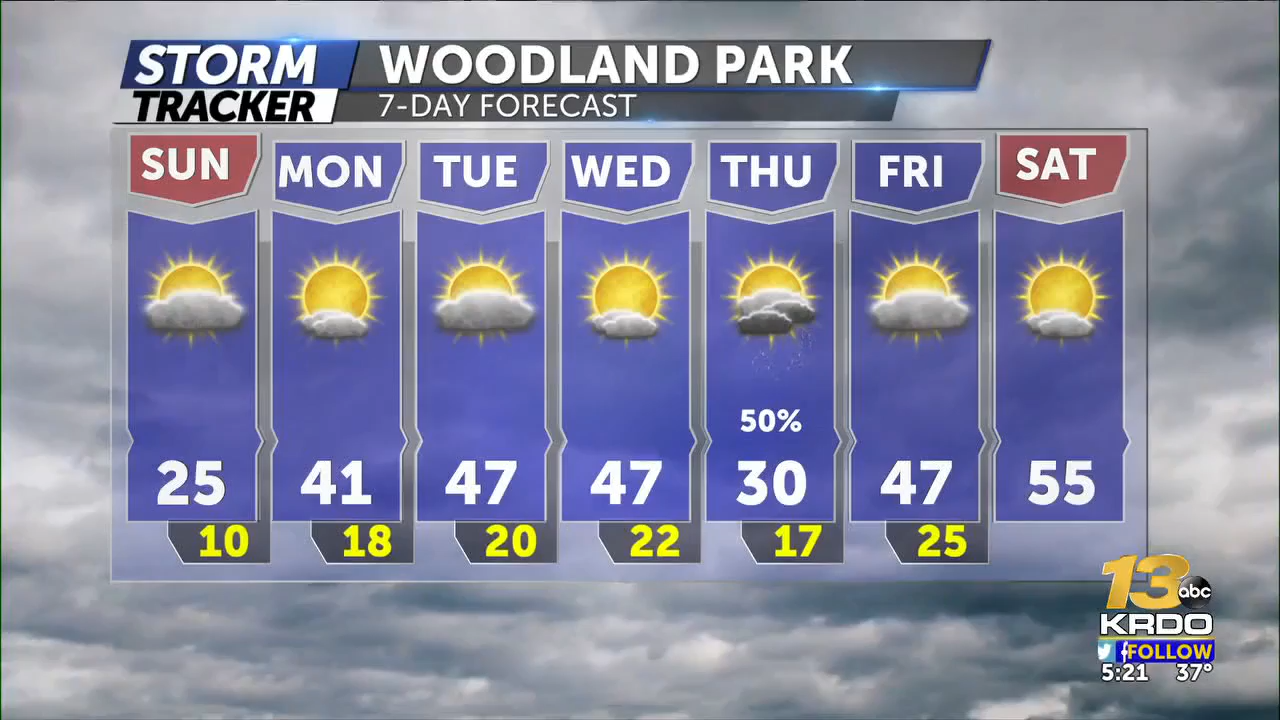 STORM
TRACKER
WOODLAND PARK
7-DAY FORECAST
SUN MON TUE WED THU FRI SAT
50%
25 41 47 47 30 47 55
10 18 20 22 17 25
13 abc
KRDO
FOLLOW
5:21 37°